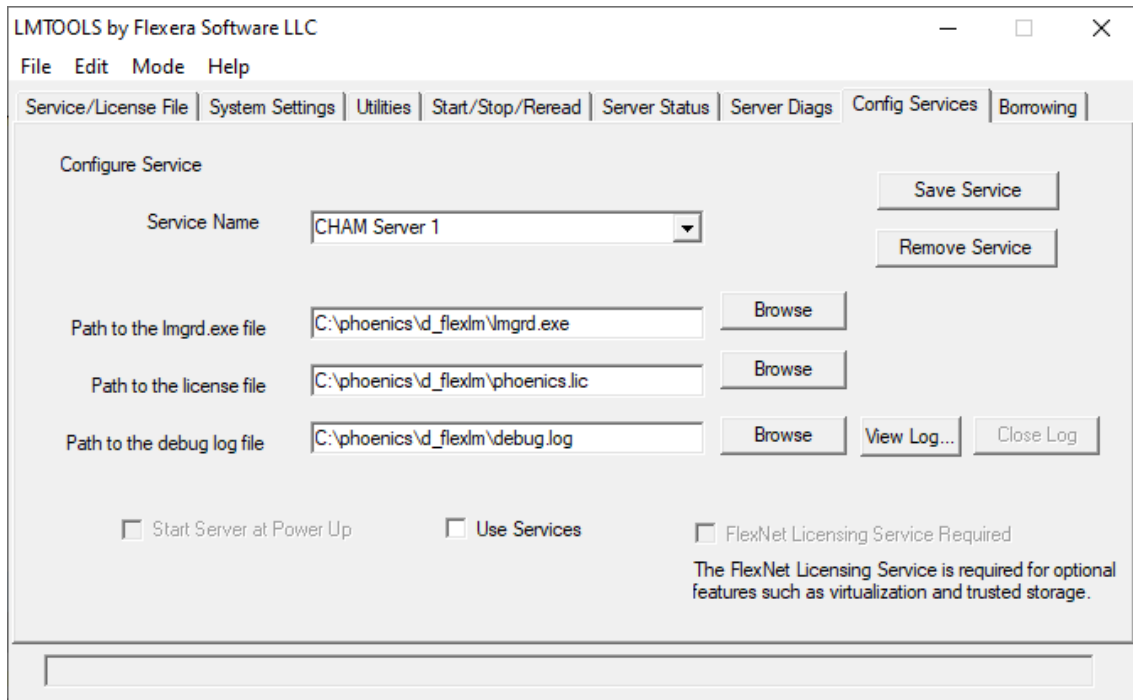 LMTOOLS by Flexera Software LLC
File Edit Mode Help
Service/License File System Settings Utilities Start/Stop/Reread Server Status Server Diags Config Services Borrowing
Configure Service
Save Service
Service Name CHAM Server 1
Remove Service
Path to the lmgrd.exe file C:\phoenics\d_flexlm\lmgrd.exe Browse
Path to the license file C:\phoenics\d_flexlm\phoenics.lic Browse
Path to the debug log file C:\phoenics\d_flexlm\debug.log Browse View Log... Close Log
Start Server at Power Up Use Services FlexNet Licensing Service Required
The FlexNet Licensing Service is required for optional
features such as virtualization and trusted storage.